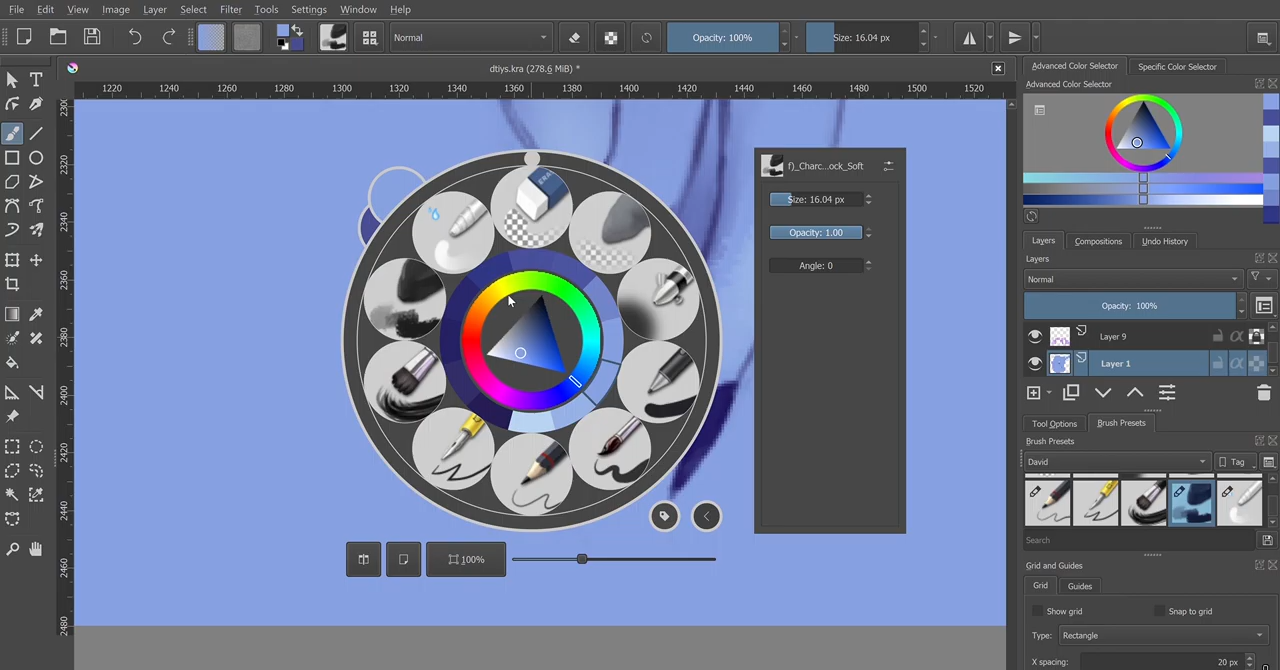 File Edit View Image Layer Select Filter Tools Settings Window Help
Normal Opacity: 100% Size: 16.04 px
dtiys.kra (278.6 MiB) *
1220 1240 1260 1280 1300 1320 1340 1360 1380 1400 1420 1440 1460 1480 1500 1520
2320
2340
2360
2380
2400
2420
2440
2460
2480
f)_Charc...ock_Soft
Size: 16.04 px
Opacity: 1.00
Angle: 0
100%
Advanced Color Selector Specific Color Selector
Advanced Color Selector
Layers Compositions Undo History
Layers
Normal
Opacity: 100%
Layer 9
Layer 1
Tool Options Brush Presets
Brush Presets
David Tag
Search
Grid and Guides
Grid Guides
Show grid Snap to grid
Type: Rectangle
X spacing: 20 px